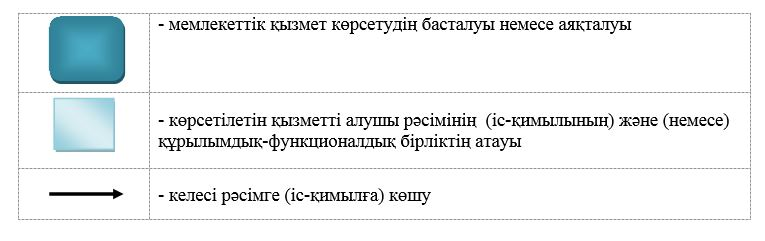 - мемлекеттік қызмет көрсетудің басталуы немесе аяқталуы
- көрсетілетін қызметті алушы рәсімінің (іс-қимылының) және (немесе)
құрылымдық-функционалдық бірліктің атауы
- келесі рәсімге (іс-қимылға) көшу